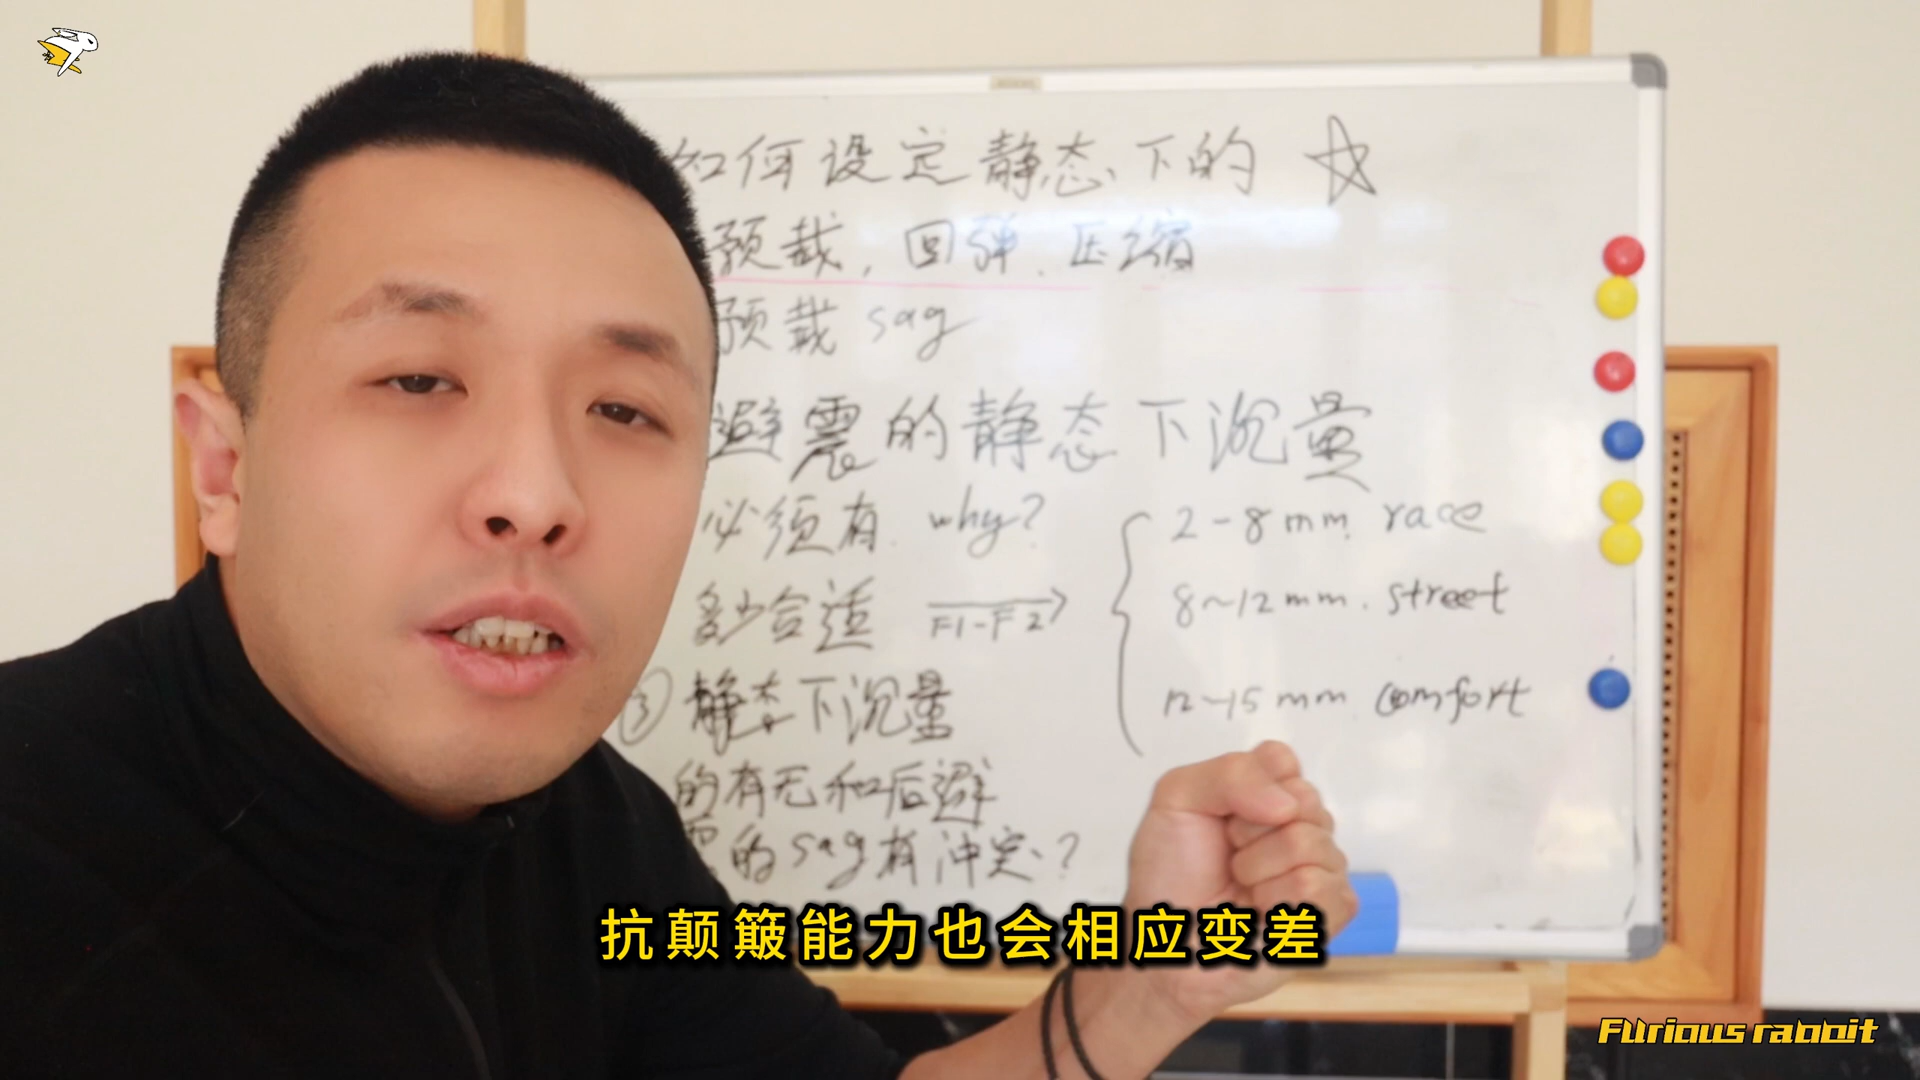 如何设定静态下的
预载，回弹、压缩
预载 sag
避震的静态下沉量
必须有. why?
多少合适 F1-F2
2-8mm. race
8~12mm. street
12~15mm comfort
③静态下沉量
的有无和后避
震的sag有冲突?
抗颠簸能力也会相应变差
Furious rabbit